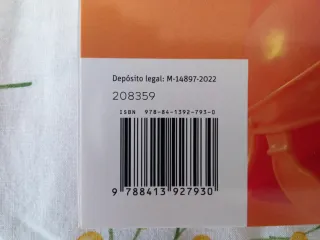 Depósito legal: M-14897-2022
208359
ISBN 978-84-1392-793-0
9 788413 927930